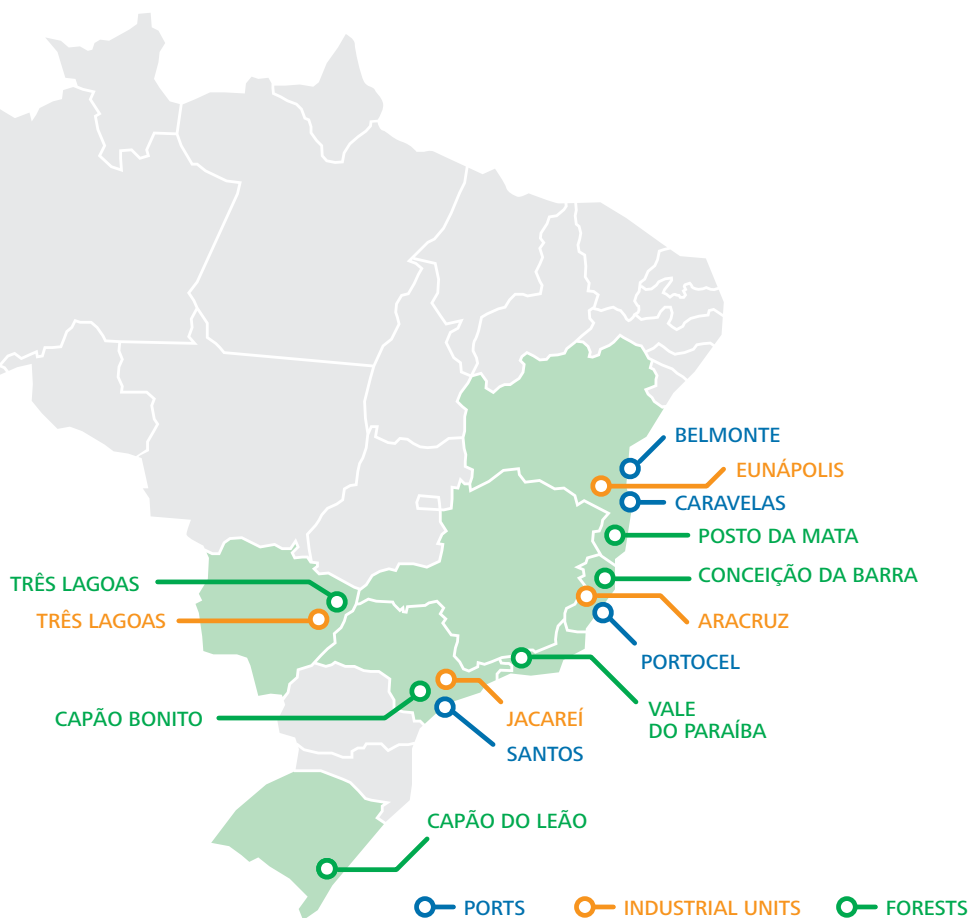 BELMONTE
EUNÁPOLIS
CARAVELAS
POSTO DA MATA
CONCEIÇÃO DA BARRA
TRÊS LAGOAS
TRÊS LAGOAS
ARACRUZ
PORTOCEL
CAPÃO BONITO
JACAREÍ
VALE
DO PARAÍBA
SANTOS
CAPÃO DO LEÃO
PORTS
INDUSTRIAL UNITS
FORESTS